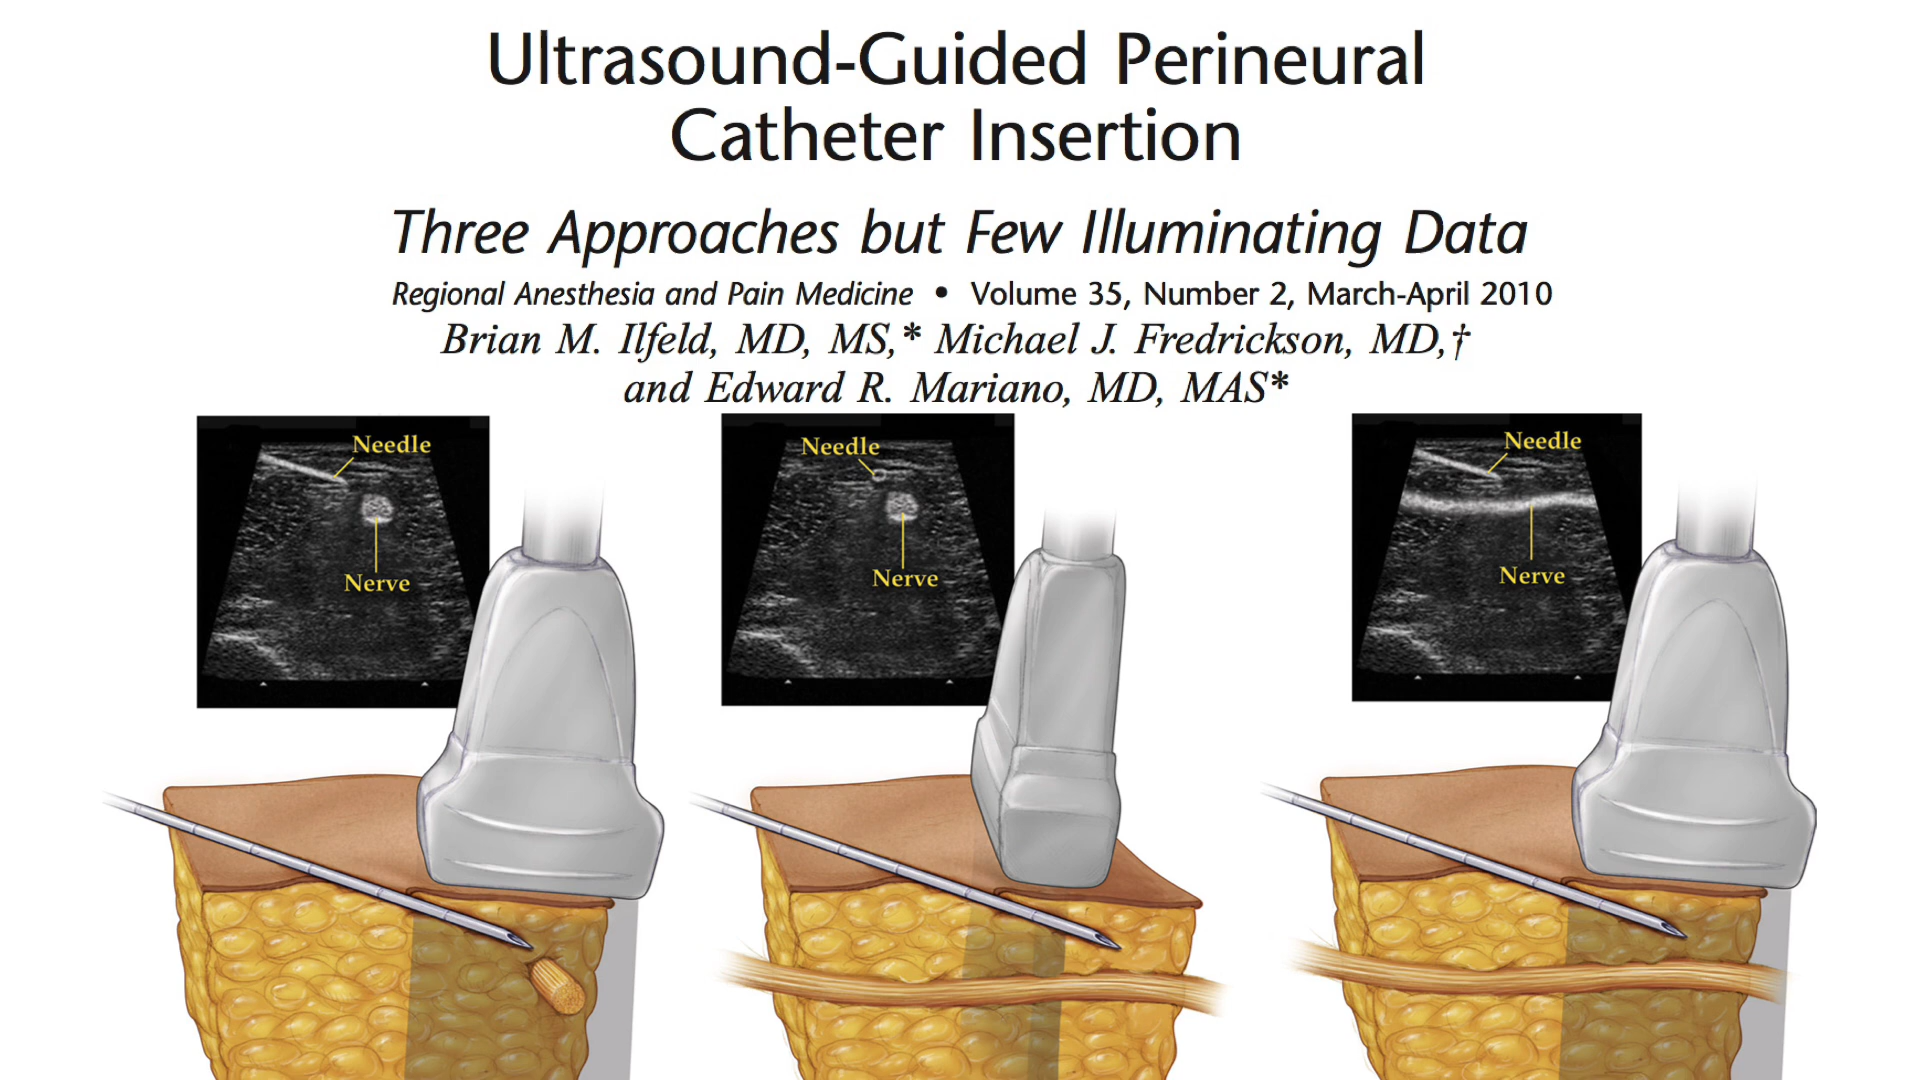 Ultrasound-Guided Perineural
Catheter Insertion
Three Approaches but Few Illuminating Data
Regional Anesthesia and Pain Medicine • Volume 35, Number 2, March-April 2010
Brian M. Ilfeld, MD, MS,* Michael J. Fredrickson, MD,†
and Edward R. Mariano, MD, MAS*
Needle
Nerve
Needle
Nerve
Needle
Nerve